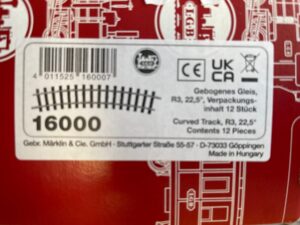 LGB
4 011525 160007
UK
CA
Gebogenes Gleis,
R3, 22,5°, Verpackungs-
inhalt 12 Stück
16000
Curved Track, R3, 22,5°
Contents 12 Pieces
Gebr. Märklin & Cie. GmbH - Stuttgarter Straße 55-57 - D-73033 Göppingen
Made in Hungary